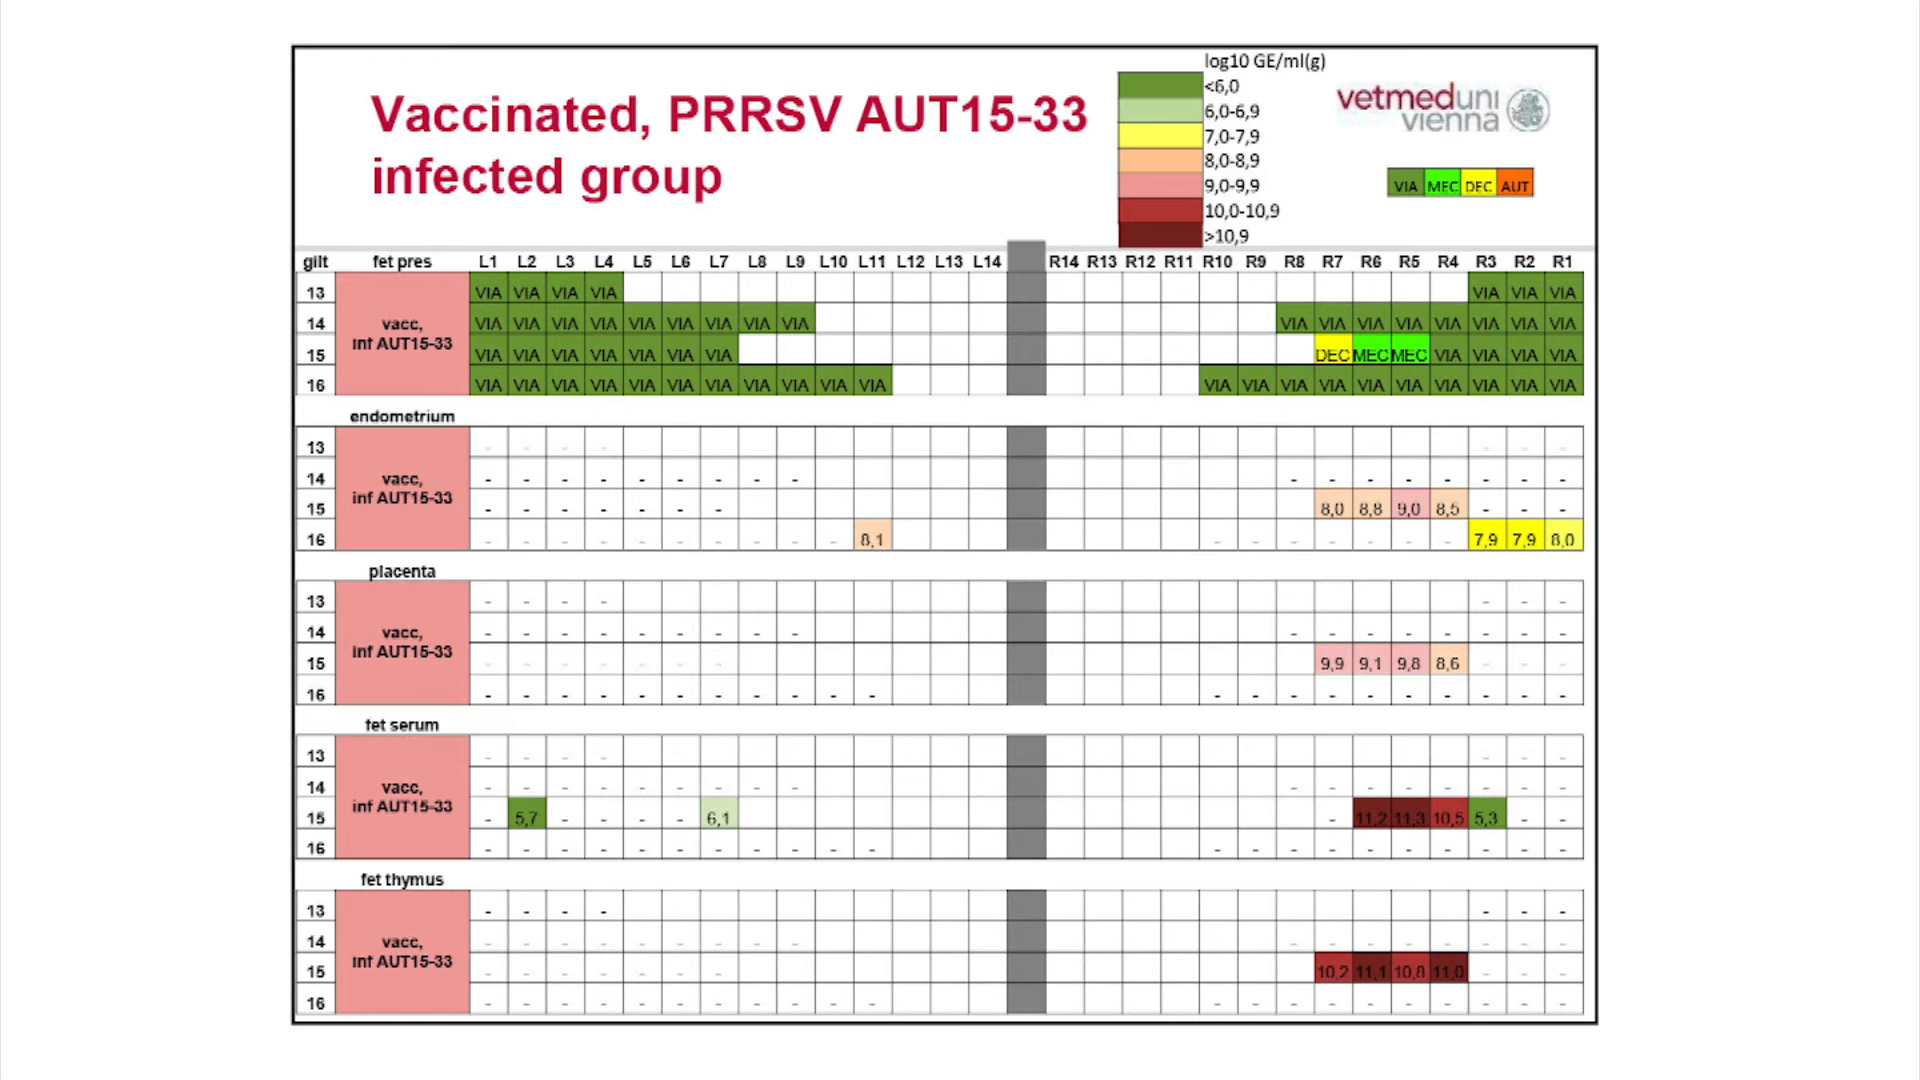 Vaccinated, PRRSV AUT15-33
infected group
log10 GE/ml(g)
<6,0
6,0-6,9
7,0-7,9
8,0-8,9
9,0-9,9
10,0-10,9
>10,9
vetmeduni
vienna
VIA MEC DEC AUT
gilt fet pres L1 L2 L3 L4 L5 L6 L7 L8 L9 L10 L11 L12 L13 L14 R14 R13 R12 R11 R10 R9 R8 R7 R6 R5 R4 R3 R2 R1
vacc,
inf AUT15-33
13 VIA VIA VIA VIA VIA VIA VIA
14 VIA VIA VIA VIA VIA VIA VIA VIA VIA VIA VIA VIA VIA VIA VIA VIA VIA
15 VIA VIA VIA VIA VIA VIA VIA DEC MEC MEC VIA VIA VIA VIA
16 VIA VIA VIA VIA VIA VIA VIA VIA VIA VIA VIA VIA VIA VIA VIA VIA VIA VIA VIA VIA VIA
endometrium
vacc,
inf AUT15-33
13 - - - - - - -
14 - - - - - - - - - - - - - - - - -
15 - - - - - - - 8,0 8,8 9,0 8,5 - - -
16 - - - - - - - - - - 8,1 - - - - - - - 7,9 7,9 8,0
placenta
vacc,
inf AUT15-33
13 - - - - - - -
14 - - - - - - - - - - - - - - - - -
15 - - - - - - - 9,9 9,1 9,8 8,6 - - -
16 - - - - - - - - - - - - - - - - - - - - -
fet serum
vacc,
inf AUT15-33
13 - - - - - - -
14 - - - - - - - - - - - - - - - - -
15 - 5,7 - - - - 6,1 - 11,2 11,3 10,5 5,3 - -
16 - - - - - - - - - - - - - - - - - - - - -
fet thymus
vacc,
inf AUT15-33
13 - - - - - - -
14 - - - - - - - - - - - - - - - - -
15 - - - - - - - 10,2 11,1 10,8 11,0 - - -
16 - - - - - - - - - - - - - - - - - - - - -